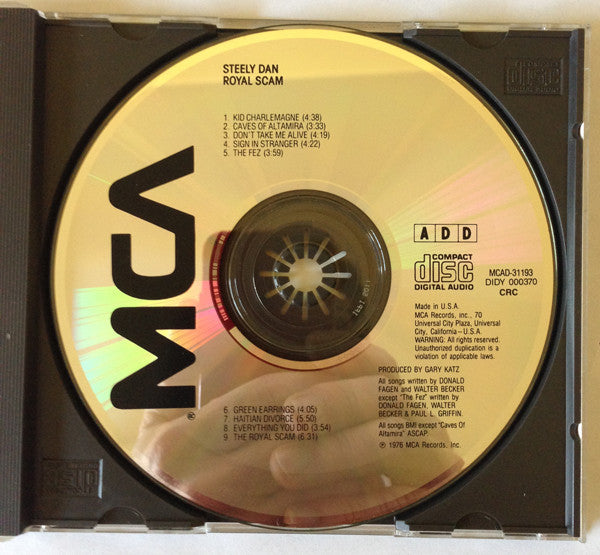 STEELY DAN
ROYAL SCAM
1. KID CHARLEMAGNE (4:38)
2. CAVES OF ALTAMIRA (3:33)
3. DON'T TAKE ME ALIVE (4:19)
4. SIGN IN STRANGER (4:22)
5. THE FEZ (3:59)
MCA
®
ADD
COMPACT
disc
DIGITAL AUDIO
MCAD-31193
DIDY 000370
CRC
Made in U.S.A.
MCA Records, inc., 70
Universal City Plaza, Universal
City, California – U.S.A.
WARNING: All rights reserved.
Unauthorized duplication is a
violation of applicable laws.
PRODUCED BY GARY KATZ
All songs written by DONALD
FAGEN and WALTER BECKER
except "The Fez" written by
DONALD FAGEN, WALTER
BECKER & PAUL L. GRIFFIN.
All songs BMI except "Caves Of
Altamira" ASCAP.
℗ 1976 MCA Records, Inc.
6. GREEN EARRINGS (4:05)
7. HAITIAN DIVORCE (5:50)
8. EVERYTHING YOU DID (3:54)
9. THE ROYAL SCAM (6:31)
disc